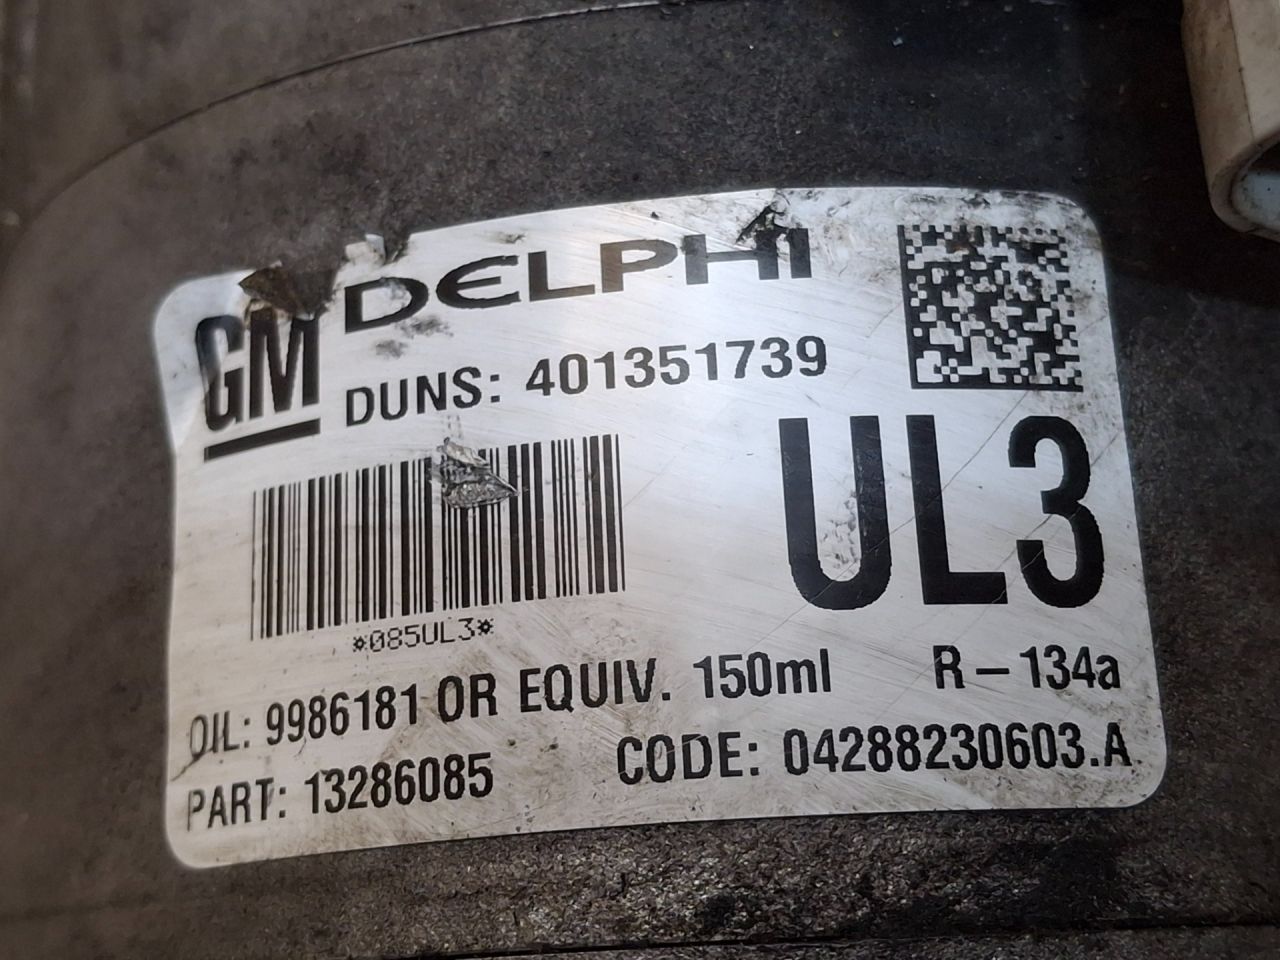 GM DELPHI
DUNS: 401351739
UL3
*085UL3*
OIL: 9986181 OR EQUIV. 150ml R-134a
PART: 13286085 CODE: 04288230603.A